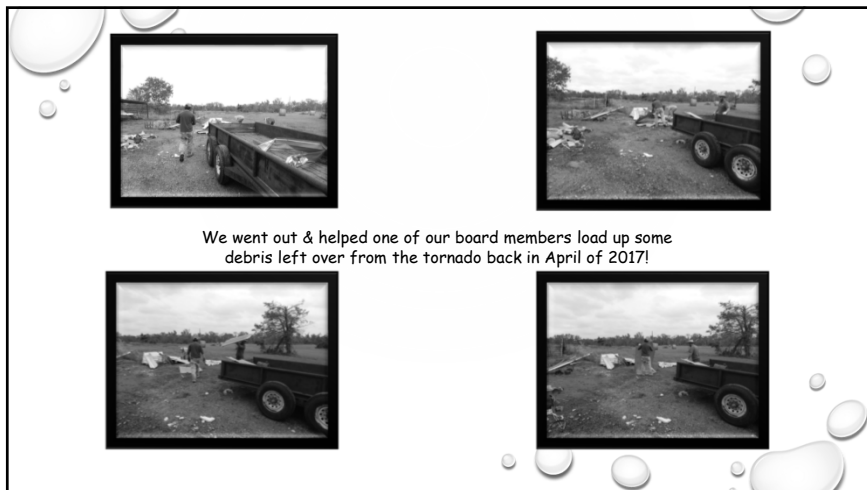 We went out & helped one of our board members load up some
debris left over from the tornado back in April of 2017!